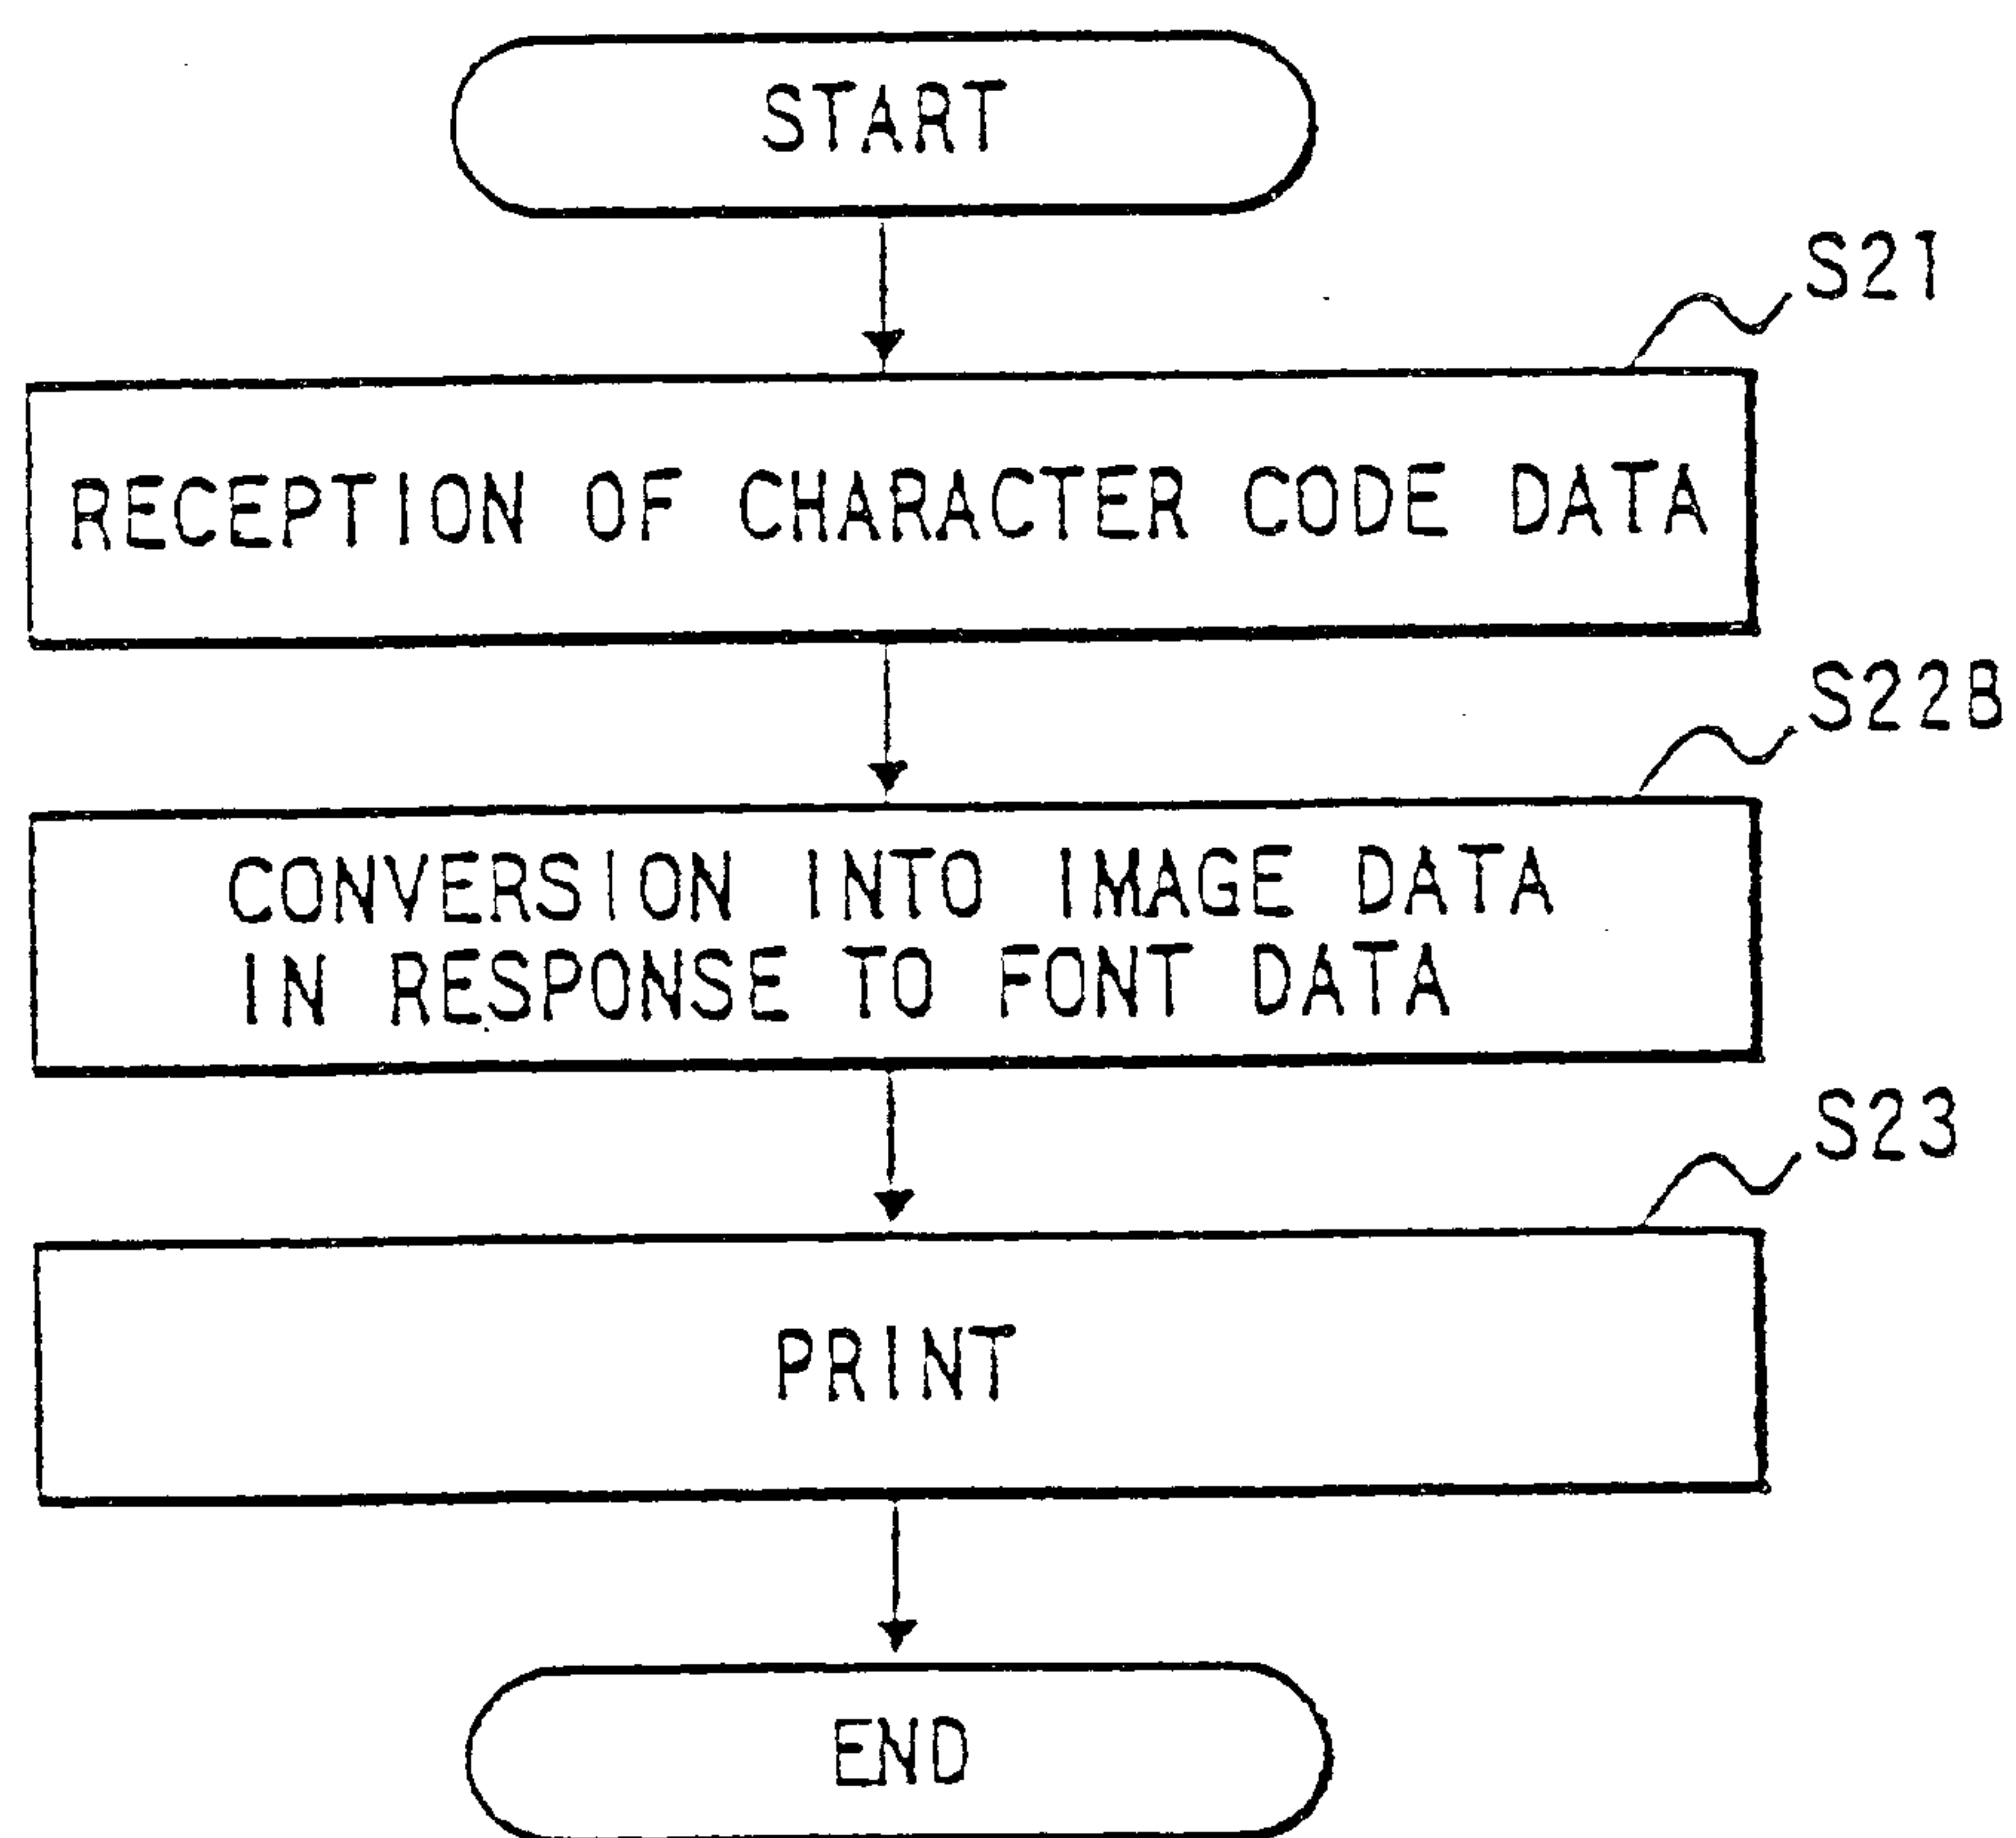 START
S21
RECEPTION OF CHARACTER CODE DATA
S22B
CONVERSION INTO IMAGE DATA
IN RESPONSE TO FONT DATA
S23
PRINT
END